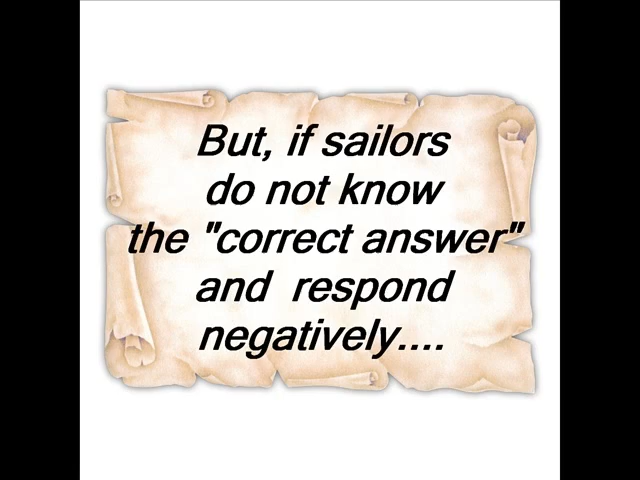 But, if sailors
do not know
the "correct answer"
and respond
negatively....